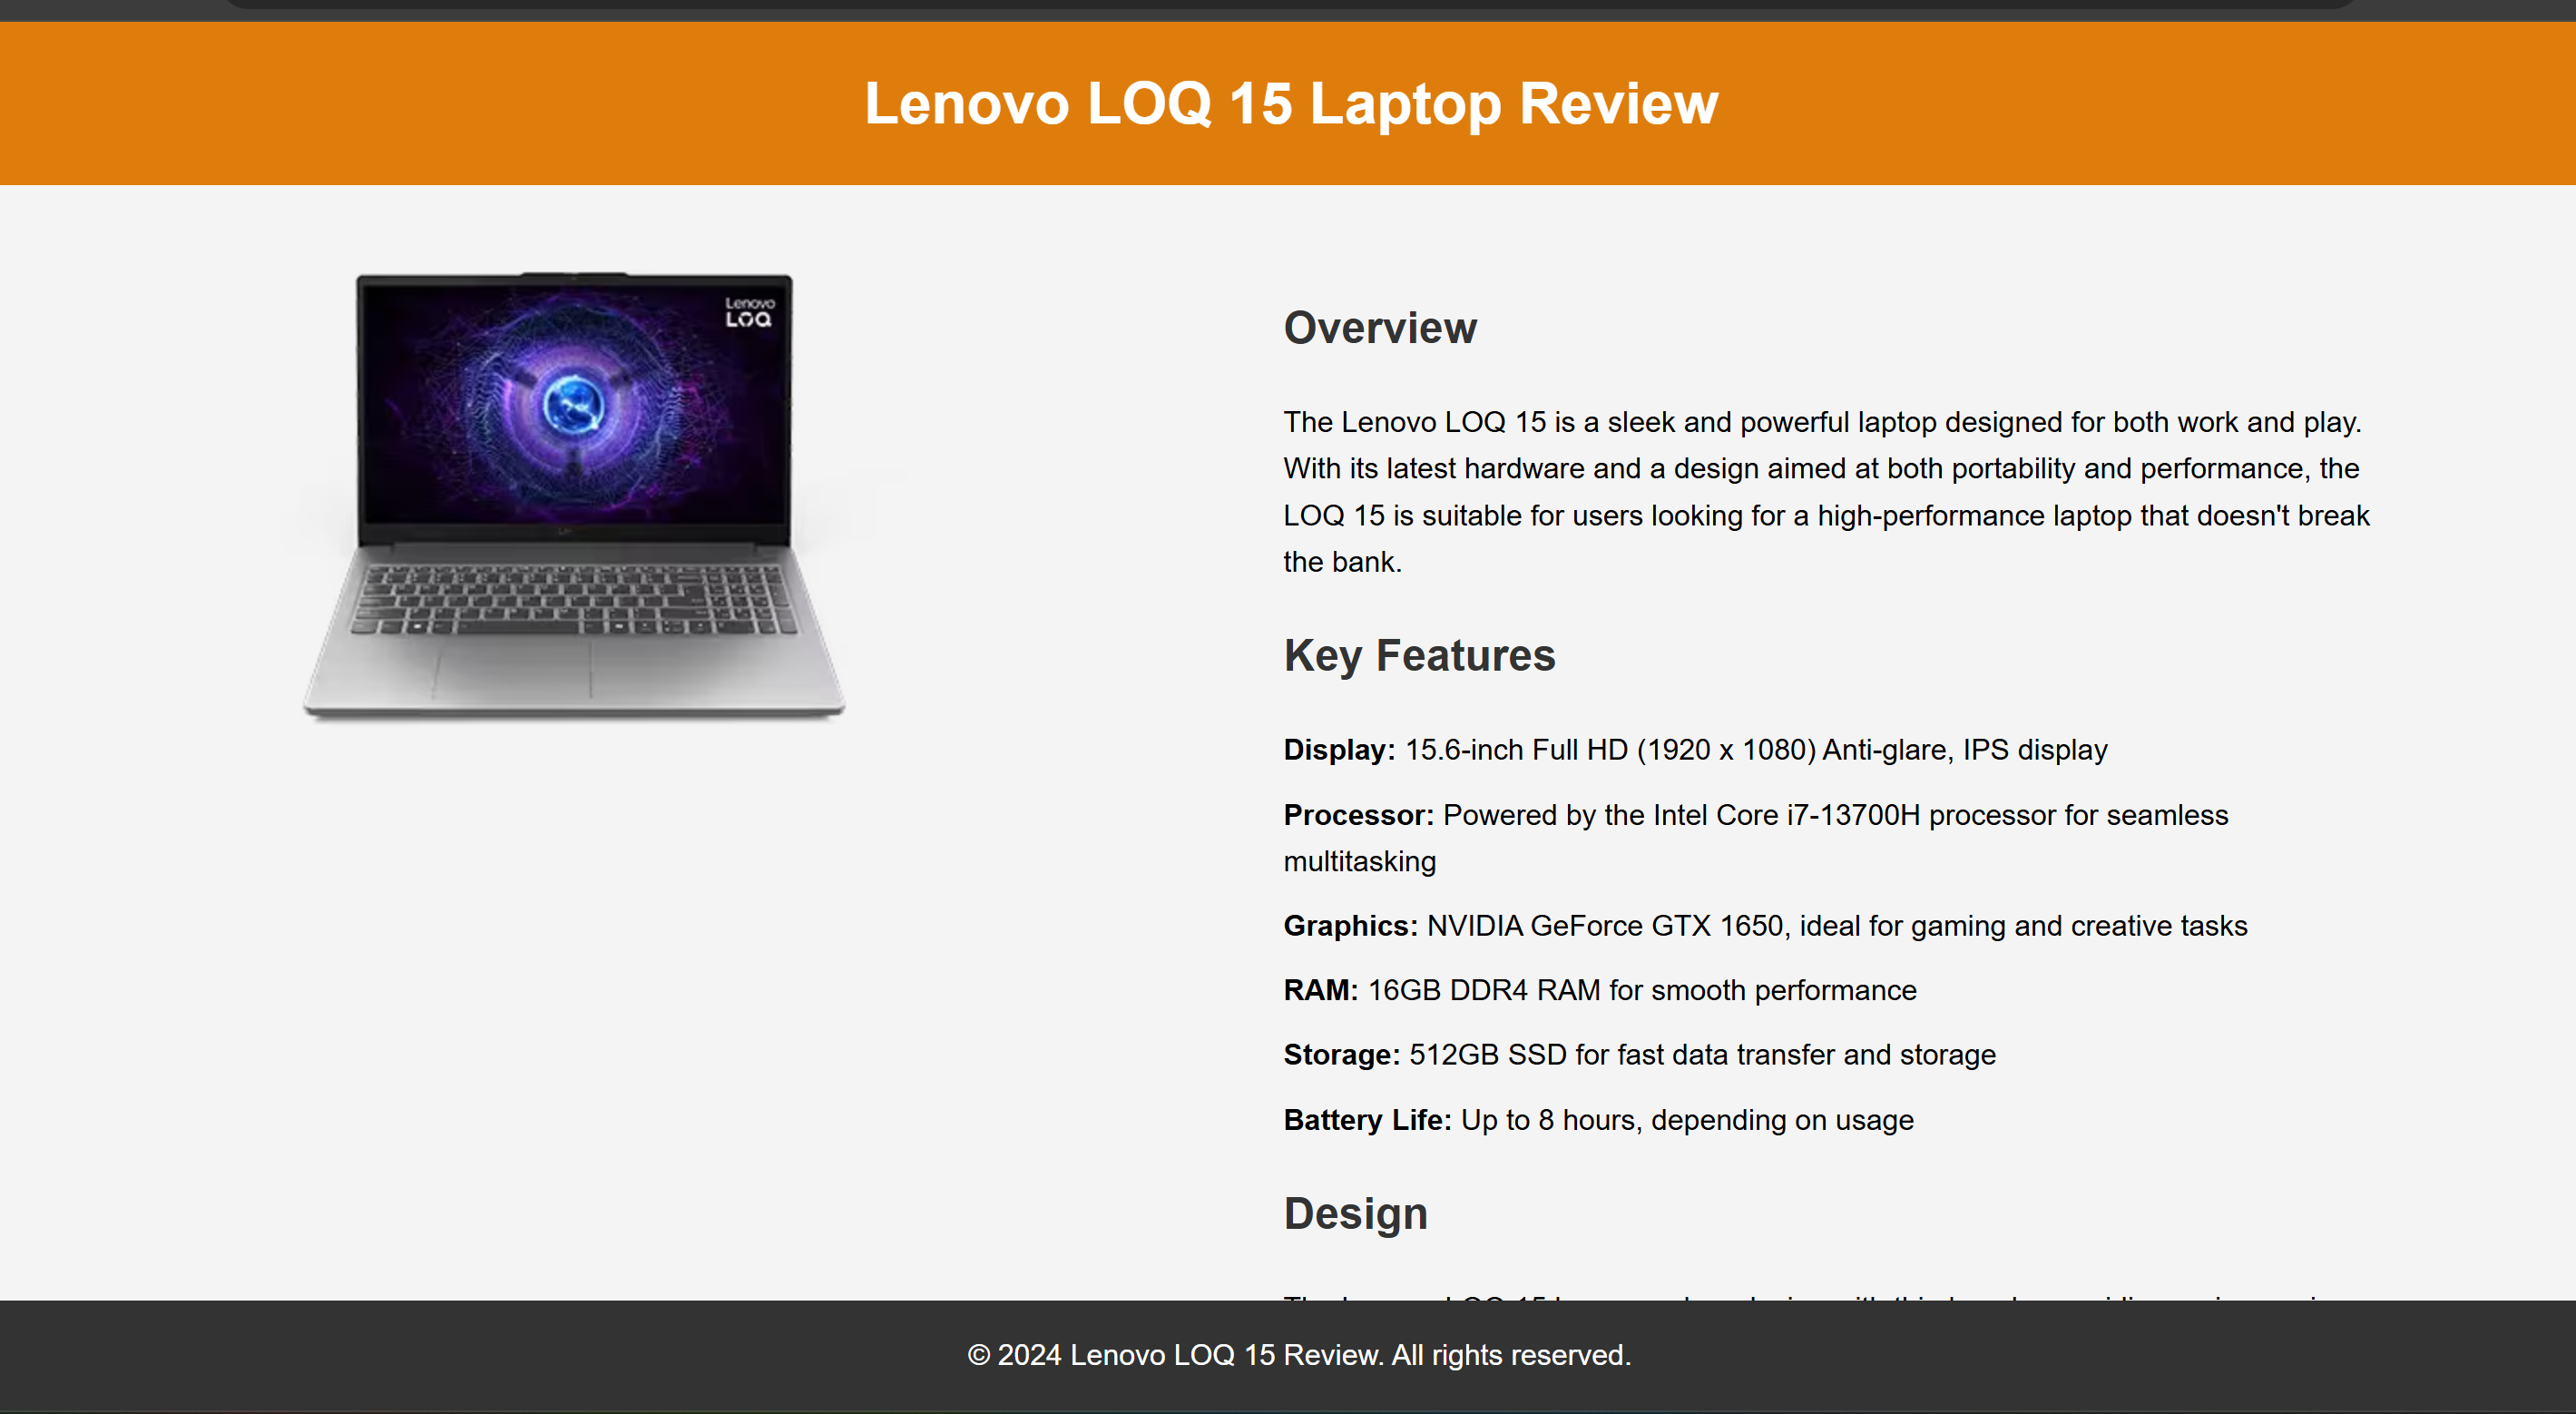 Lenovo LOQ 15 Laptop Review
Lenovo
LOQ
Overview
The Lenovo LOQ 15 is a sleek and powerful laptop designed for both work and play.
With its latest hardware and a design aimed at both portability and performance, the
LOQ 15 is suitable for users looking for a high-performance laptop that doesn't break
the bank.
Key Features
Display: 15.6-inch Full HD (1920 x 1080) Anti-glare, IPS display
Processor: Powered by the Intel Core i7-13700H processor for seamless
multitasking
Graphics: NVIDIA GeForce GTX 1650, ideal for gaming and creative tasks
RAM: 16GB DDR4 RAM for smooth performance
Storage: 512GB SSD for fast data transfer and storage
Battery Life: Up to 8 hours, depending on usage
Design
© 2024 Lenovo LOQ 15 Review. All rights reserved.